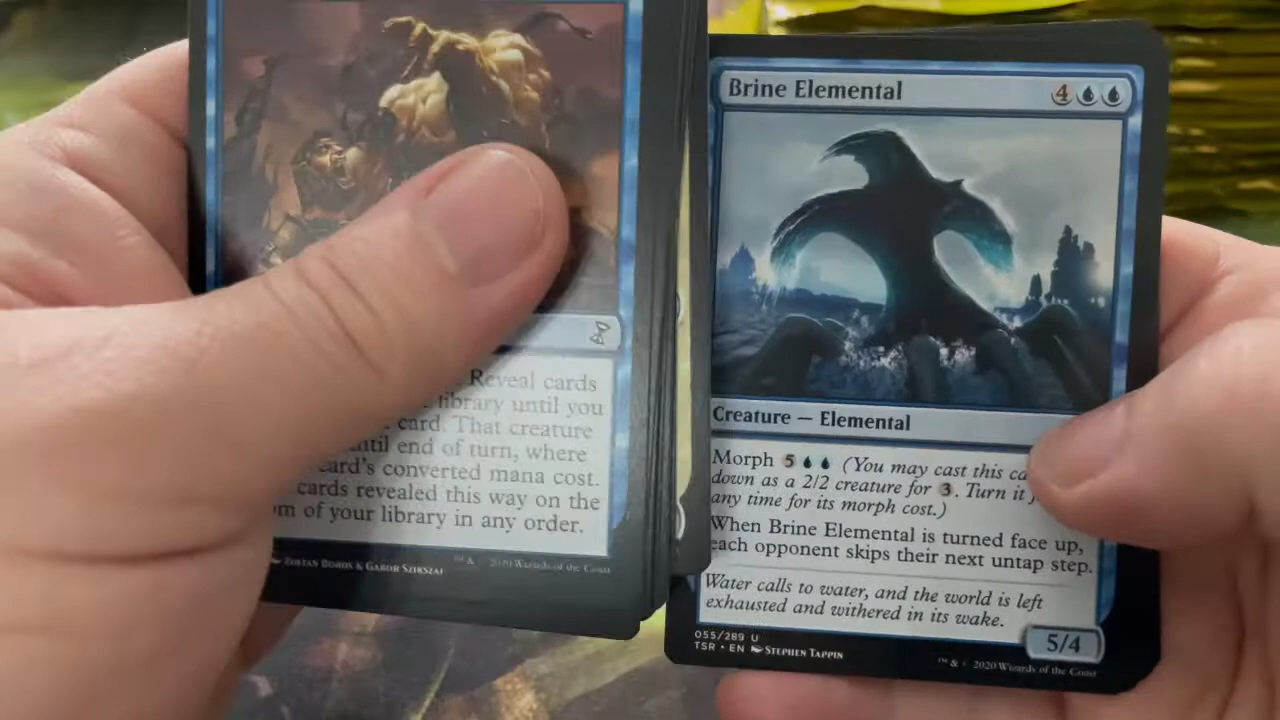 Reveal cards
library until you
card. That creature
until end of turn, where
card's converted mana cost.
cards revealed this way on the
of your library in any order.
Zoltan Boros & Gabor Szikszai ™ & 2020 Wizards of the Coast
Brine Elemental 4
Creature — Elemental
Morph 5 (You may cast this
down as a 2/2 creature for 3. Turn it
any time for its morph cost.)
When Brine Elemental is turned face up,
each opponent skips their next untap step.
Water calls to water, and the world is left
exhausted and withered in its wake.
5/4
055/289 U
TSR • EN Stephen Tappin
™ & 2020 Wizards of the Coast